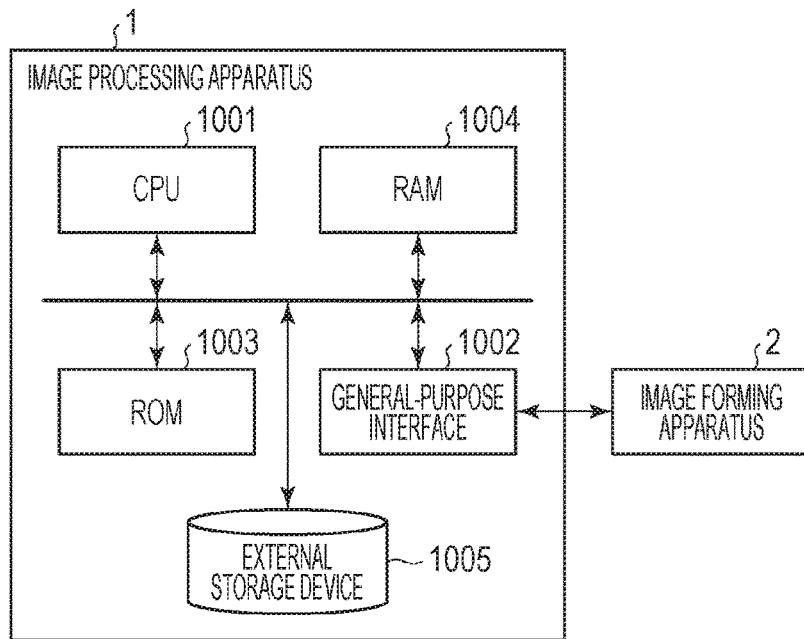 1
IMAGE PROCESSING APPARATUS
1001
1004
CPU
RAM
1003
1002
2
ROM
GENERAL-PURPOSE
INTERFACE
IMAGE FORMING
APPARATUS
EXTERNAL
STORAGE DEVICE
1005